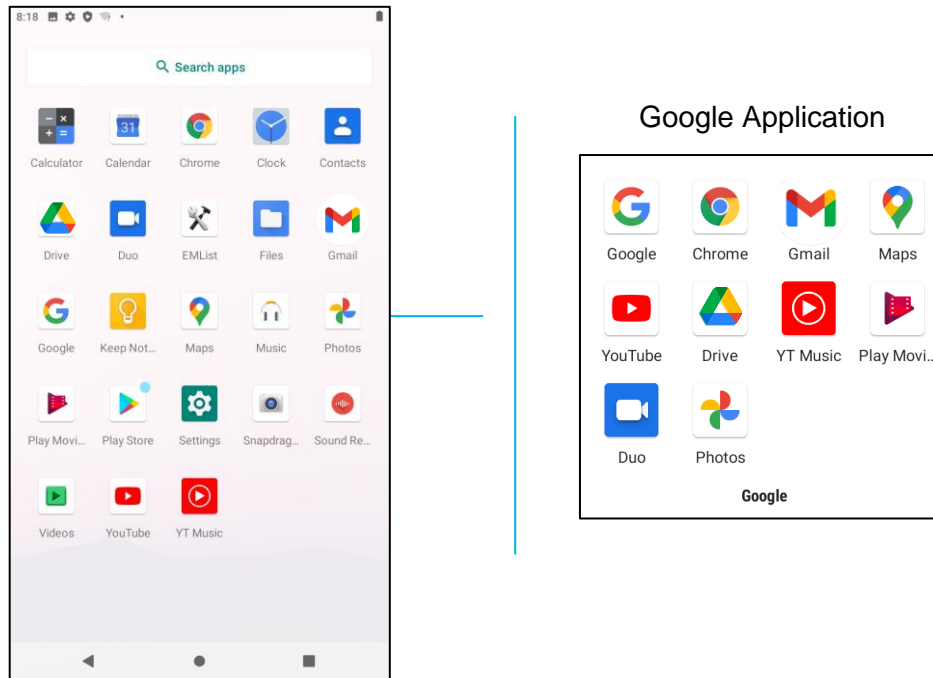 8:18
Search apps
31
Calculator Calendar Chrome Clock Contacts
Drive Duo EMList Files Gmail
Google Keep Not... Maps Music Photos
Play Movi... Play Store Settings Snapdrag... Sound Re...
Videos YouTube YT Music
Google Application
Google Chrome Gmail Maps
YouTube Drive YT Music Play Movi...
Duo Photos
Google